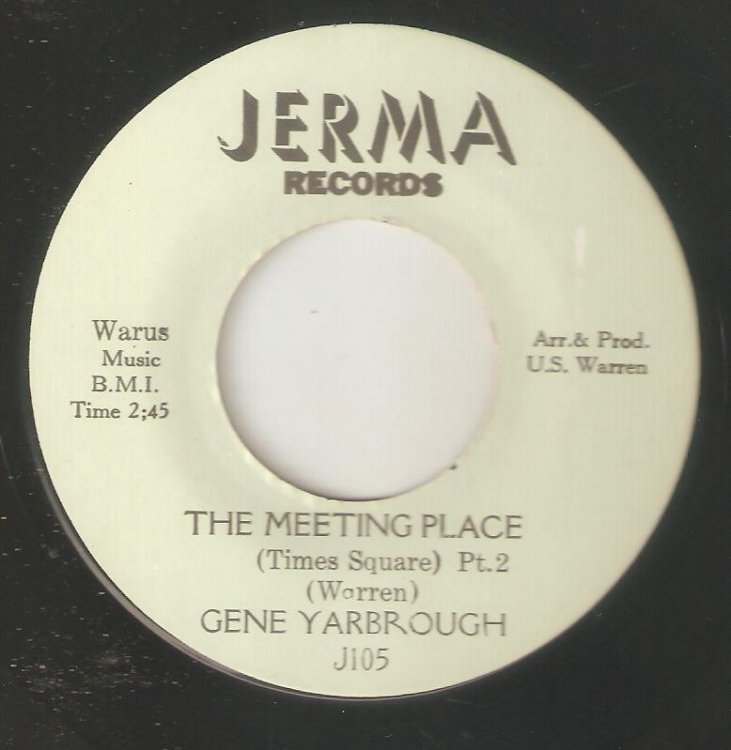 JERMA
RECORDS
Warus
Music
B.M.I.
Time 2;45
Arr.& Prod.
U.S. Warren
THE MEETING PLACE
(Times Square) Pt.2
(Warren)
GENE YARBROUGH
J105